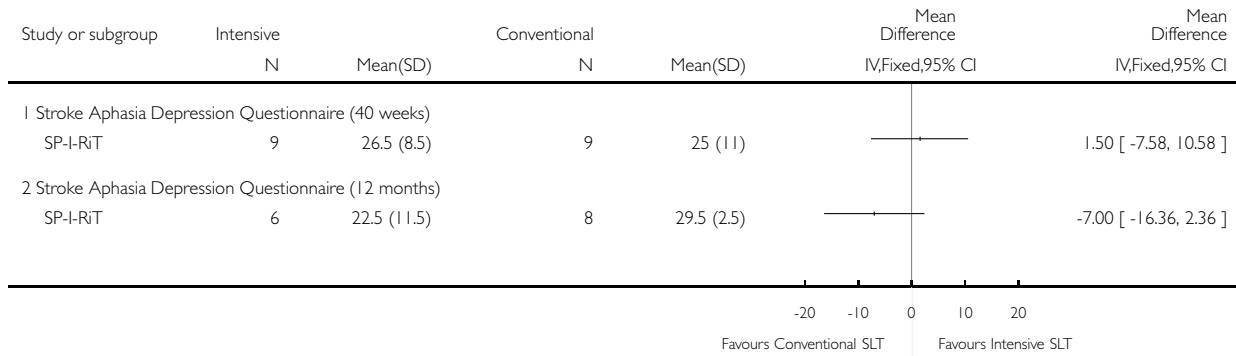 Study or subgroup Intensive Conventional Mean Difference Mean Difference
N Mean(SD) N Mean(SD) IV,Fixed,95% CI IV,Fixed,95% CI
1 Stroke Aphasia Depression Questionnaire (40 weeks)
SP-I-RiT 9 26.5 (8.5) 9 25 (11) 1.50 [ -7.58, 10.58 ]
2 Stroke Aphasia Depression Questionnaire (12 months)
SP-I-RiT 6 22.5 (11.5) 8 29.5 (2.5) -7.00 [ -16.36, 2.36 ]
-20 -10 0 10 20
Favours Conventional SLT Favours Intensive SLT